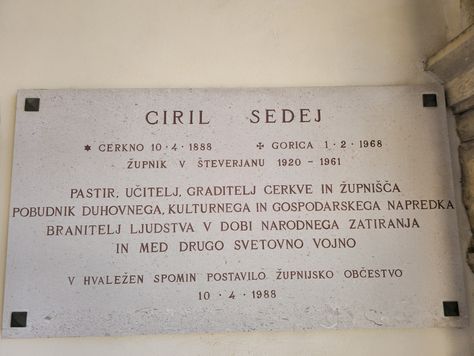 CIRIL SEDEJ
✶ CERKNO 10·4·1888 ✠ GORICA 1·2·1968
ŽUPNIK V ŠTEVERJANU 1920 – 1961
PASTIR, UČITELJ, GRADITELJ CERKVE IN ŽUPNIŠČA
POBUDNIK DUHOVNEGA, KULTURNEGA IN GOSPODARSKEGA NAPREDKA
BRANITELJ LJUDSTVA V DOBI NARODNEGA ZATIRANJA
IN MED DRUGO SVETOVNO VOJNO
V HVALEŽEN SPOMIN POSTAVILO ŽUPNIJSKO OBČESTVO
10·4·1988